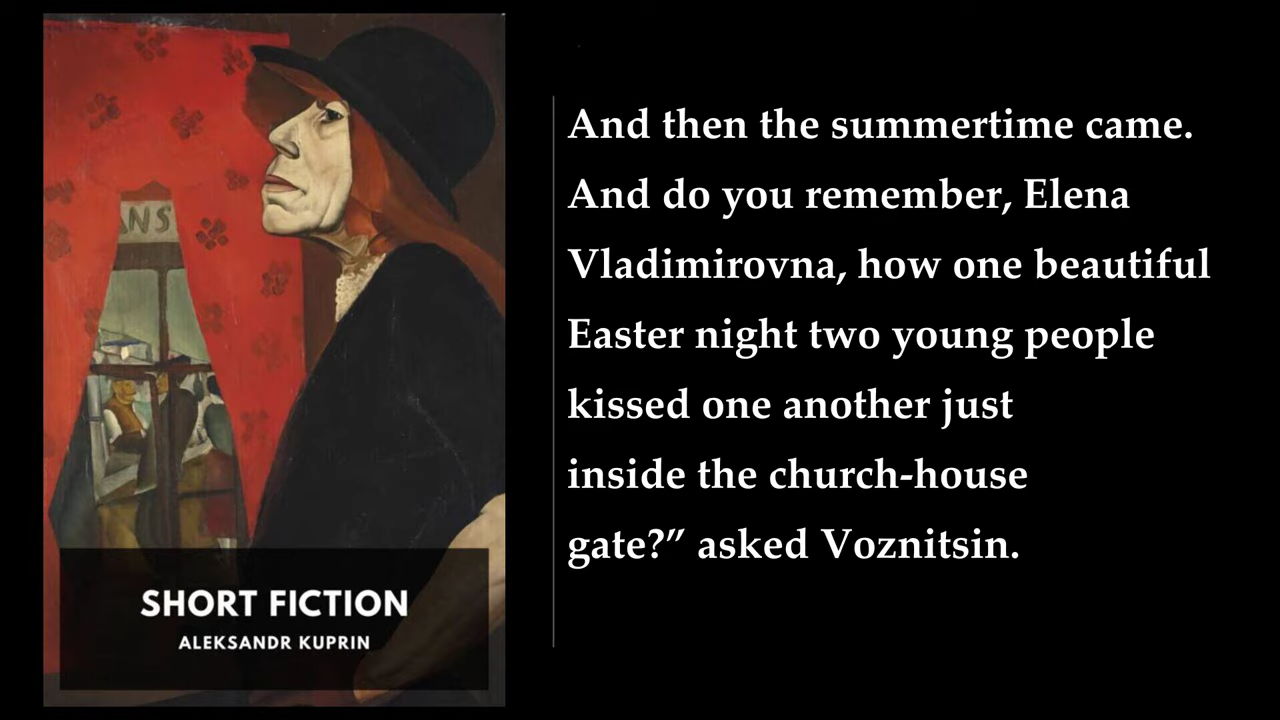 ANS
SHORT FICTION
ALEKSANDR KUPRIN
And then the summertime came.
And do you remember, Elena
Vladimirovna, how one beautiful
Easter night two young people
kissed one another just
inside the church-house
gate?” asked Voznitsin.